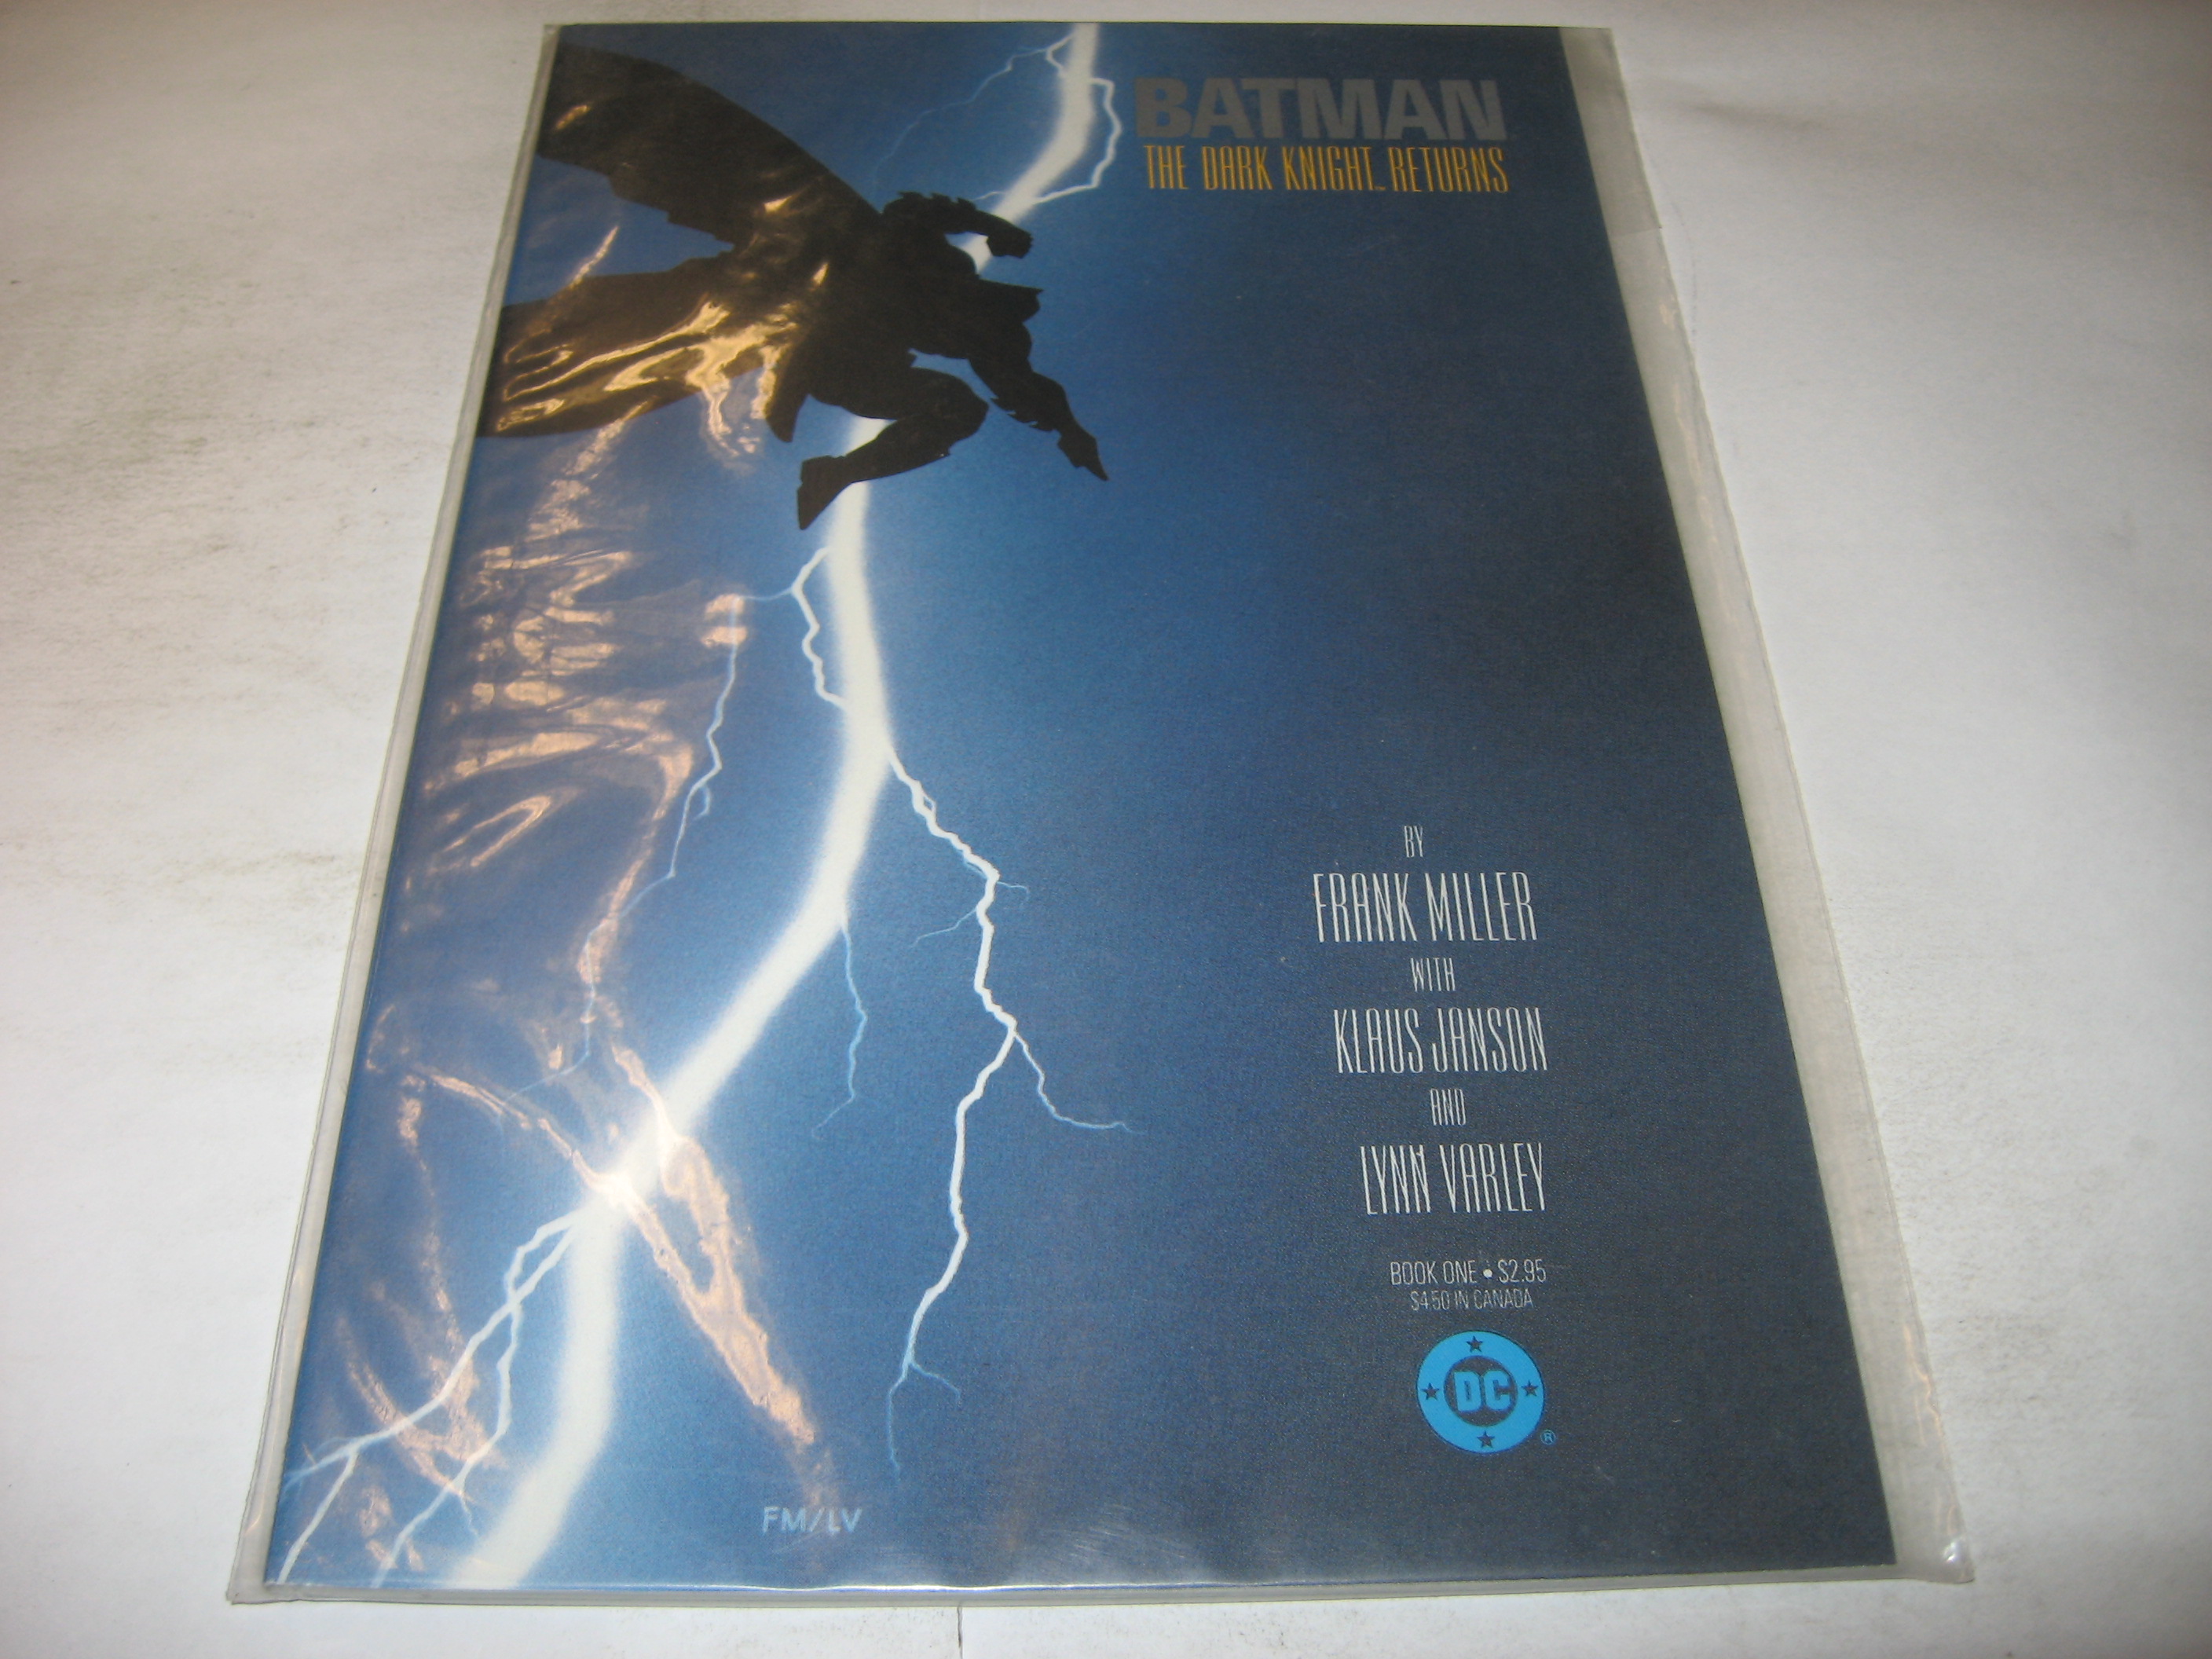 BATMAN
THE DARK KNIGHT™ RETURNS
BY
FRANK MILLER
WITH
KLAUS JANSON
AND
LYNN VARLEY
BOOK ONE • $2.95
$4.50 IN CANADA
DC
®
FM/LV